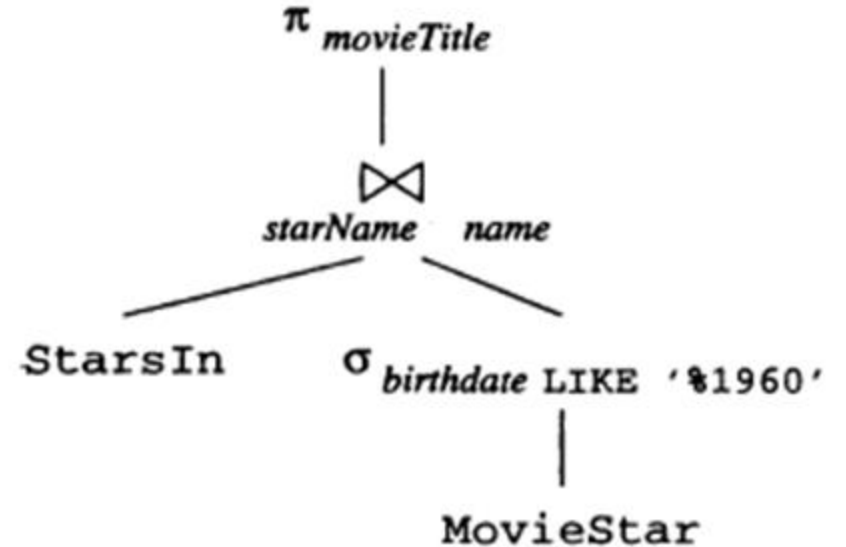 π movieTitle
⋈
starName name
StarsIn
σ birthdate LIKE '%1960'
MovieStar